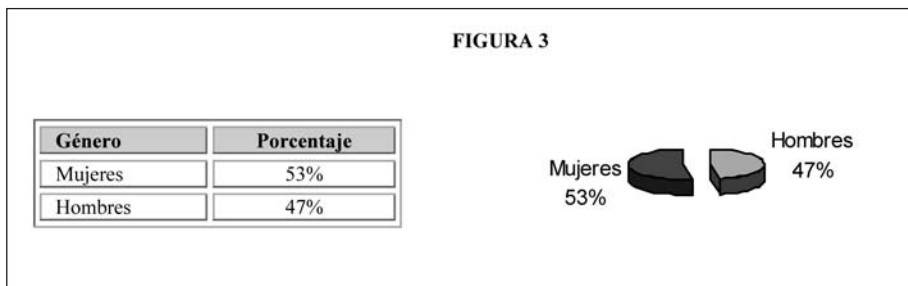 FIGURA 3
Género Porcentaje
Mujeres 53%
Hombres 47%
Mujeres
53%
Hombres
47%